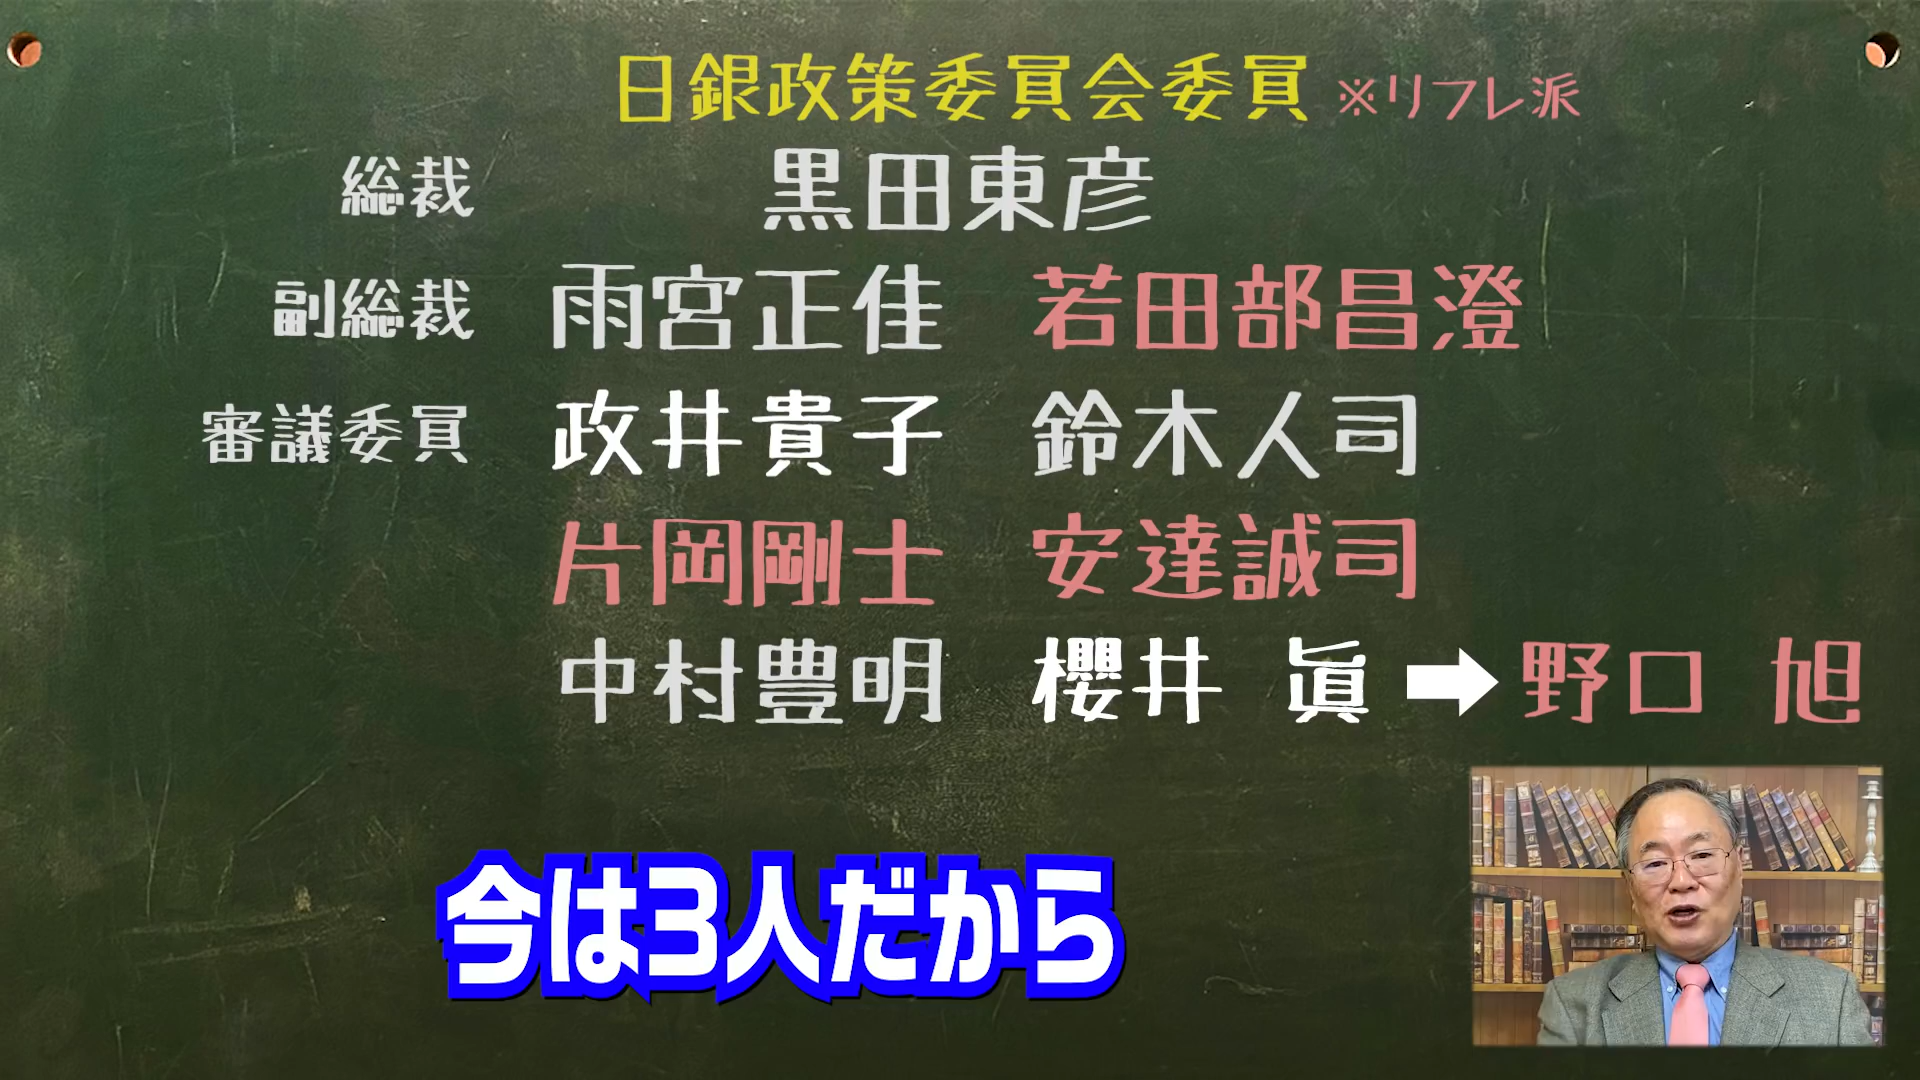 日銀政策委員会委員 ※リフレ派
総裁 黒田東彦
副総裁 雨宮正佳 若田部昌澄
審議委員 政井貴子 鈴木人司
片岡剛士 安達誠司
中村豊明 櫻井 眞 ➡ 野口 旭
今は3人だから